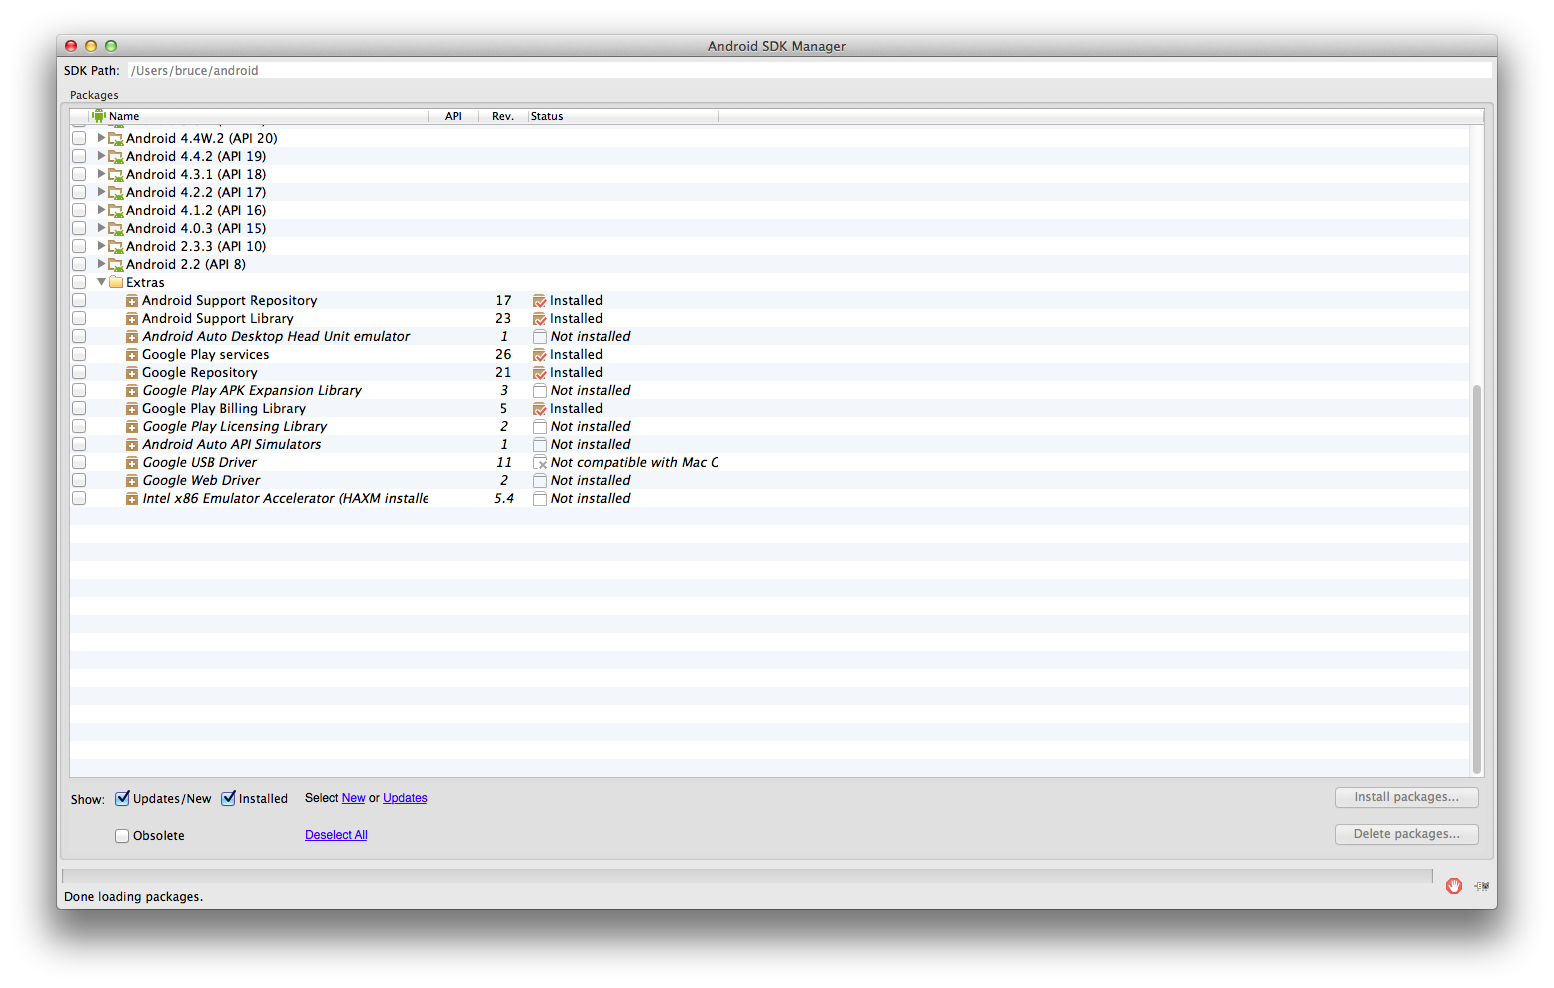 Android SDK Manager
SDK Path: /Users/bruce/android
Packages
Name API Rev. Status
Android 4.4W.2 (API 20)
Android 4.4.2 (API 19)
Android 4.3.1 (API 18)
Android 4.2.2 (API 17)
Android 4.1.2 (API 16)
Android 4.0.3 (API 15)
Android 2.3.3 (API 10)
Android 2.2 (API 8)
Extras
Android Support Repository 17 Installed
Android Support Library 23 Installed
Android Auto Desktop Head Unit emulator 1 Not installed
Google Play services 26 Installed
Google Repository 21 Installed
Google Play APK Expansion Library 3 Not installed
Google Play Billing Library 5 Installed
Google Play Licensing Library 2 Not installed
Android Auto API Simulators 1 Not installed
Google USB Driver 11 Not compatible with Mac O
Google Web Driver 2 Not installed
Intel x86 Emulator Accelerator (HAXM installe 5.4 Not installed
Show: Updates/New Installed Select New or Updates Install packages...
Obsolete Deselect All Delete packages...
Done loading packages.